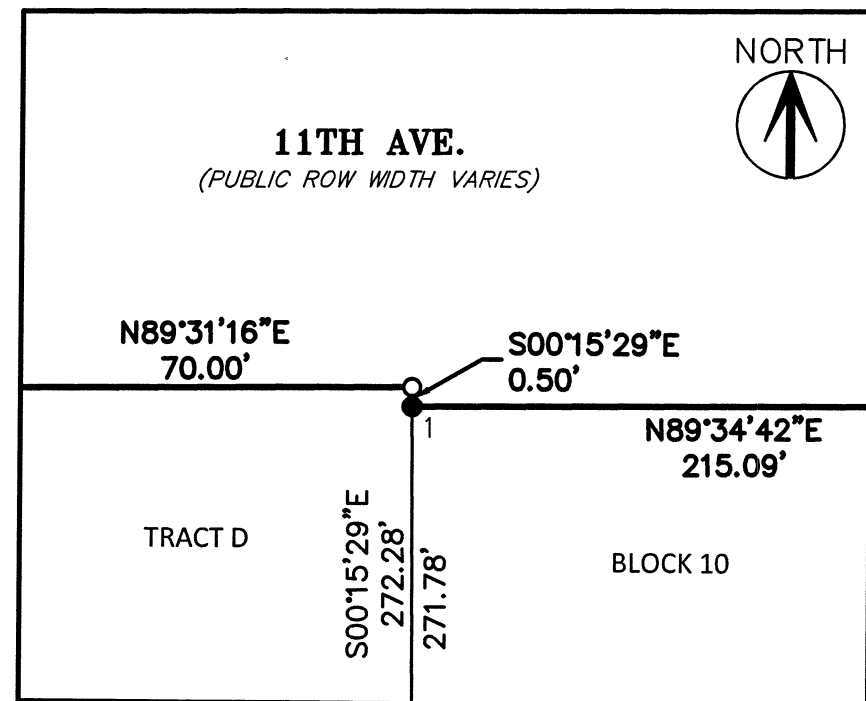 NORTH
11TH AVE.
(PUBLIC ROW WIDTH VARIES)
N89°31'16"E
70.00'
S00°15'29"E
0.50'
1
N89°34'42"E
215.09'
TRACT D
S00°15'29"E
272.28'
271.78'
BLOCK 10